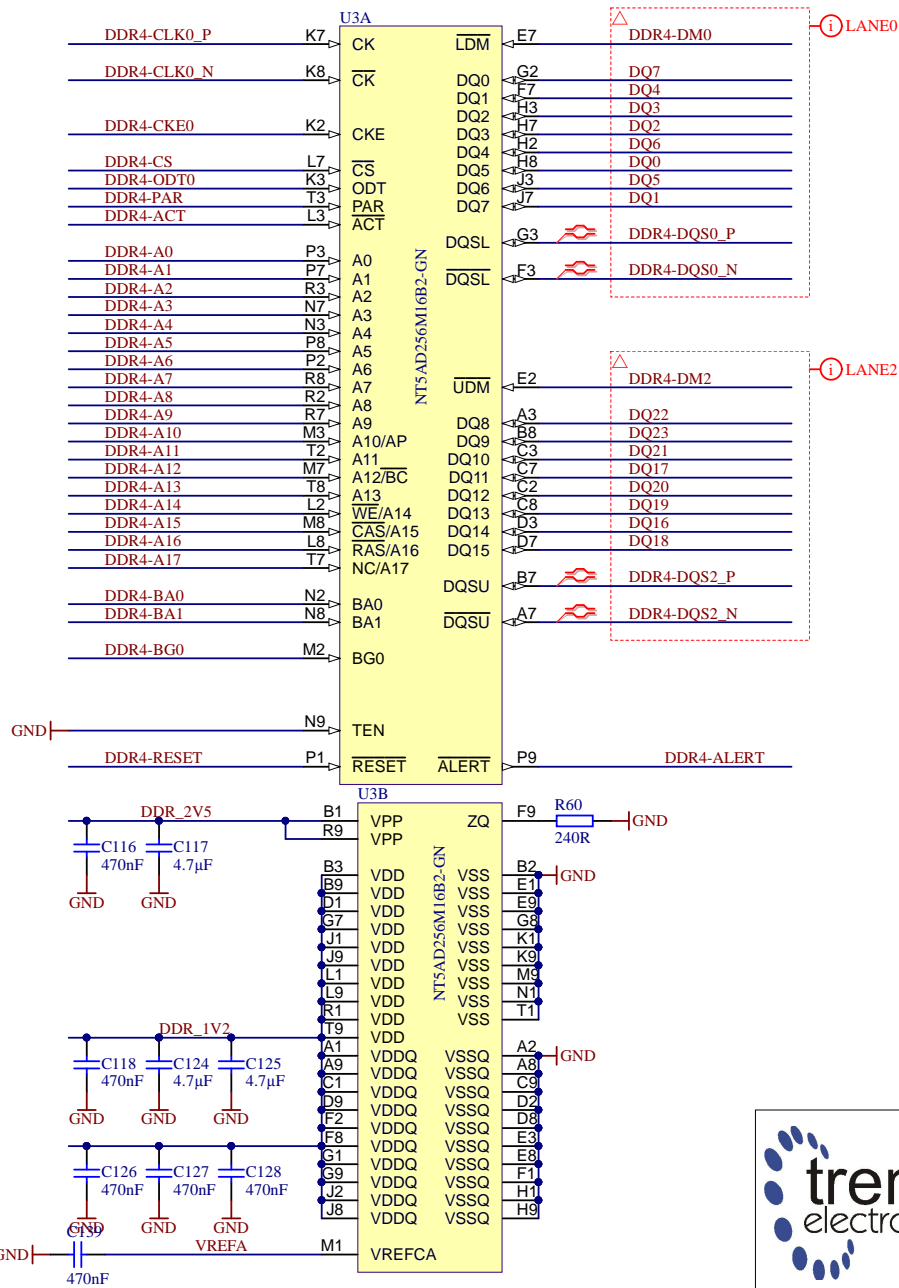 U3A
DDR4-CLK0_P K7 CK LDM E7 DDR4-DM0 LANE0
DDR4-CLK0_N K8 CK DQ0 G2 DQ7
DQ1 F7 DQ4
DQ2 H3 DQ3
DDR4-CKE0 K2 CKE DQ3 H7 DQ2
DQ4 H2 DQ6
DDR4-CS L7 CS DQ5 H8 DQ0
DDR4-ODT0 K3 ODT DQ6 J3 DQ5
DDR4-PAR T3 PAR DQ7 J7 DQ1
DDR4-ACT L3 ACT
DQSL G3 DDR4-DQS0_P
DDR4-A0 P3 A0
DDR4-A1 P7 A1 DQSL F3 DDR4-DQS0_N
DDR4-A2 R3 A2
DDR4-A3 N7 A3
DDR4-A4 N3 A4
DDR4-A5 P8 A5
DDR4-A6 P2 A6 LANE2
DDR4-A7 R8 A7 UDM E2 DDR4-DM2
DDR4-A8 R2 A8
DDR4-A9 R7 A9 DQ8 A3 DQ22
DDR4-A10 M3 A10/AP DQ9 B8 DQ23
DDR4-A11 T2 A11 DQ10 C3 DQ21
DDR4-A12 M7 A12/BC DQ11 C7 DQ17
DDR4-A13 T8 A13 DQ12 C2 DQ20
DDR4-A14 L2 WE/A14 DQ13 C8 DQ19
DDR4-A15 M8 CAS/A15 DQ14 D3 DQ16
DDR4-A16 L8 RAS/A16 DQ15 D7 DQ18
DDR4-A17 T7 NC/A17
DQSU B7 DDR4-DQS2_P
DDR4-BA0 N2 BA0
DDR4-BA1 N8 BA1 DQSU A7 DDR4-DQS2_N
DDR4-BG0 M2 BG0
NT5AD256M16B2-GN
GND N9 TEN
DDR4-RESET P1 RESET ALERT P9 DDR4-ALERT
U3B
DDR_2V5 B1 VPP ZQ F9 R60 GND
R9 VPP 240R
C116 C117
470nF 4.7µF
GND GND
NT5AD256M16B2-GN
B3 VDD VSS B2 GND
B9 VDD VSS E1
D1 VDD VSS E9
G7 VDD VSS G8
J1 VDD VSS K1
J9 VDD VSS K9
L1 VDD VSS M9
L9 VDD VSS N1
R1 VDD VSS T1
DDR_1V2 T9 VDD
A1 VDDQ VSSQ A2 GND
C118 C124 C125 A9 VDDQ VSSQ A8
470nF 4.7µF 4.7µF C1 VDDQ VSSQ C9
D9 VDDQ VSSQ D2
GND GND GND F2 VDDQ VSSQ D8
F8 VDDQ VSSQ E3
G1 VDDQ VSSQ E8
C126 C127 C128 G9 VDDQ VSSQ F1
470nF 470nF 470nF J2 VDDQ VSSQ H1
J8 VDDQ VSSQ H9
GND GND GND
GND C139 VREFA M1 VREFCA
470nF
tren
electro